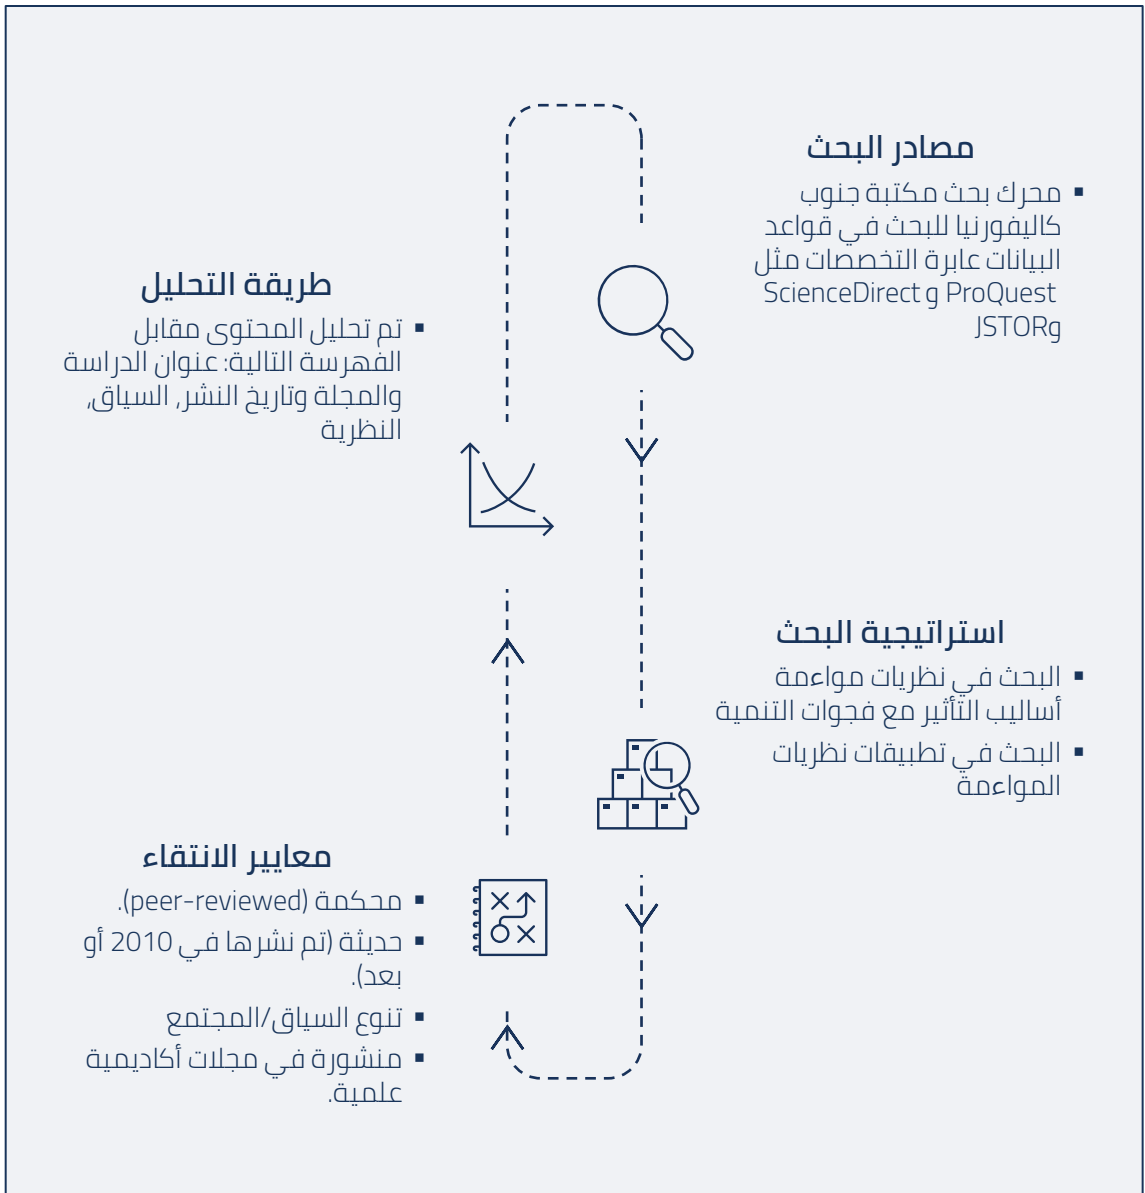 مصادر البحث
▪ محرك بحث مكتبة جنوب
كاليفورنيا للبحث في قواعد
البيانات عابرة التخصصات مثل
ProQuest و ScienceDirect
وJSTOR
استراتيجية البحث
▪ البحث في نظريات مواءمة
أساليب التأثير مع فجوات التنمية
▪ البحث في تطبيقات نظريات
المواءمة
طريقة التحليل
▪ تم تحليل المحتوى مقابل
الفهرسة التالية: عنوان الدراسة
والمجلة وتاريخ النشر, السياق,
النظرية
معايير الانتقاء
▪ محكمة (peer-reviewed).
▪ حديثة (تم نشرها في 2010 أو
بعد).
▪ تنوع السياق/المجتمع
▪ منشورة في مجلات أكاديمية
علمية.